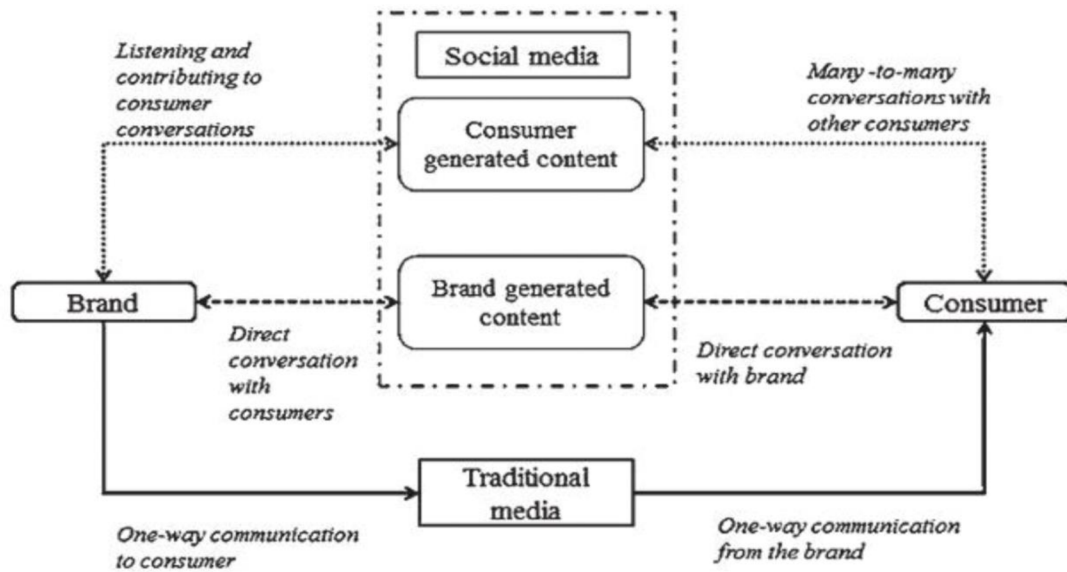 Listening and
contributing to
consumer
conversations
Social media
Consumer
generated content
Many -to-many
conversations with
other consumers
Brand
Brand generated
content
Consumer
Direct
conversation
with
consumers
Direct conversation
with brand
Traditional
media
One-way communication
to consumer
One-way communication
from the brand